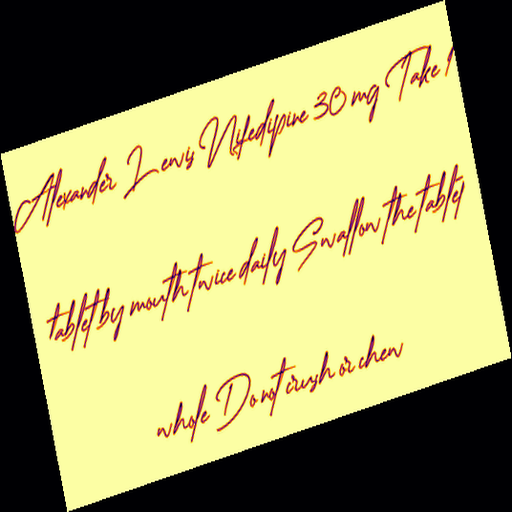 Alexander Lewis Nifedipine 30 mg Take 1
tablet by mouth twice daily Swallow the tablet
whole Do not crush or chew